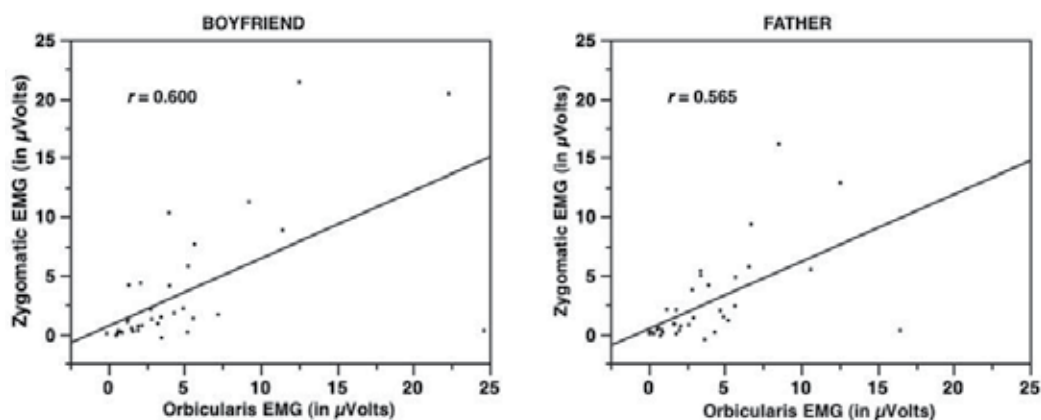 BOYFRIEND
25
20
15
10
5
0
r = 0.600
Zygomatic EMG (in µVolts)
0 5 10 15 20 25
Orbicularis EMG (in µVolts)
FATHER
25
20
15
10
5
0
r = 0.565
Zygomatic EMG (in µVolts)
0 5 10 15 20 25
Orbicularis EMG (in µVolts)